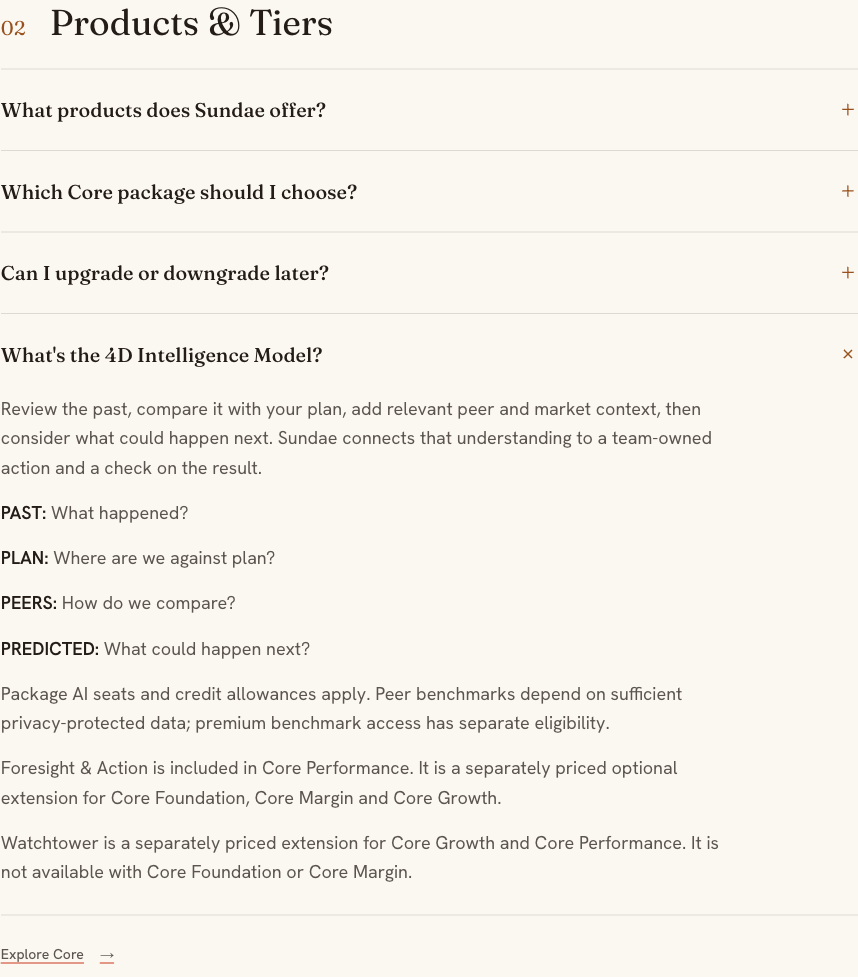 02 Products & Tiers
What products does Sundae offer? +
Which Core package should I choose? +
Can I upgrade or downgrade later? +
What's the 4D Intelligence Model? ×
Review the past, compare it with your plan, add relevant peer and market context, then
consider what could happen next. Sundae connects that understanding to a team-owned
action and a check on the result.
PAST: What happened?
PLAN: Where are we against plan?
PEERS: How do we compare?
PREDICTED: What could happen next?
Package AI seats and credit allowances apply. Peer benchmarks depend on sufficient
privacy-protected data; premium benchmark access has separate eligibility.
Foresight & Action is included in Core Performance. It is a separately priced optional
extension for Core Foundation, Core Margin and Core Growth.
Watchtower is a separately priced extension for Core Growth and Core Performance. It is
not available with Core Foundation or Core Margin.
Explore Core →